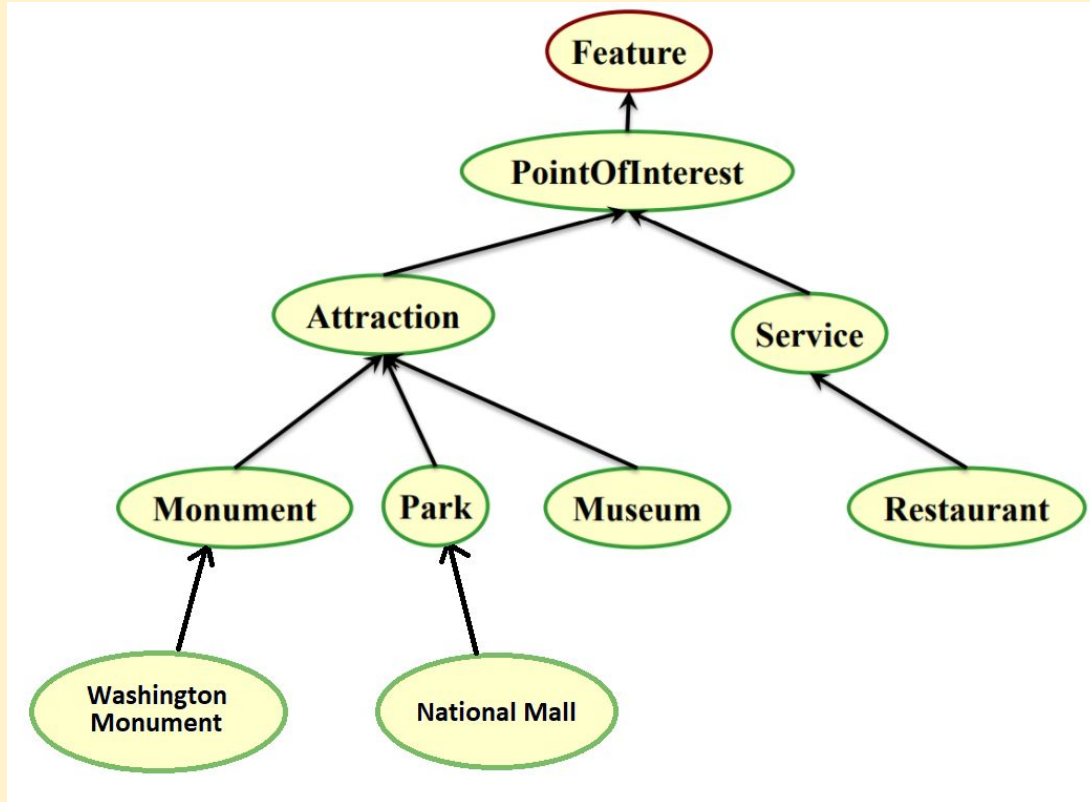 Feature
PointOfInterest
Attraction
Service
Monument
Park
Museum
Restaurant
Washington
Monument
National Mall